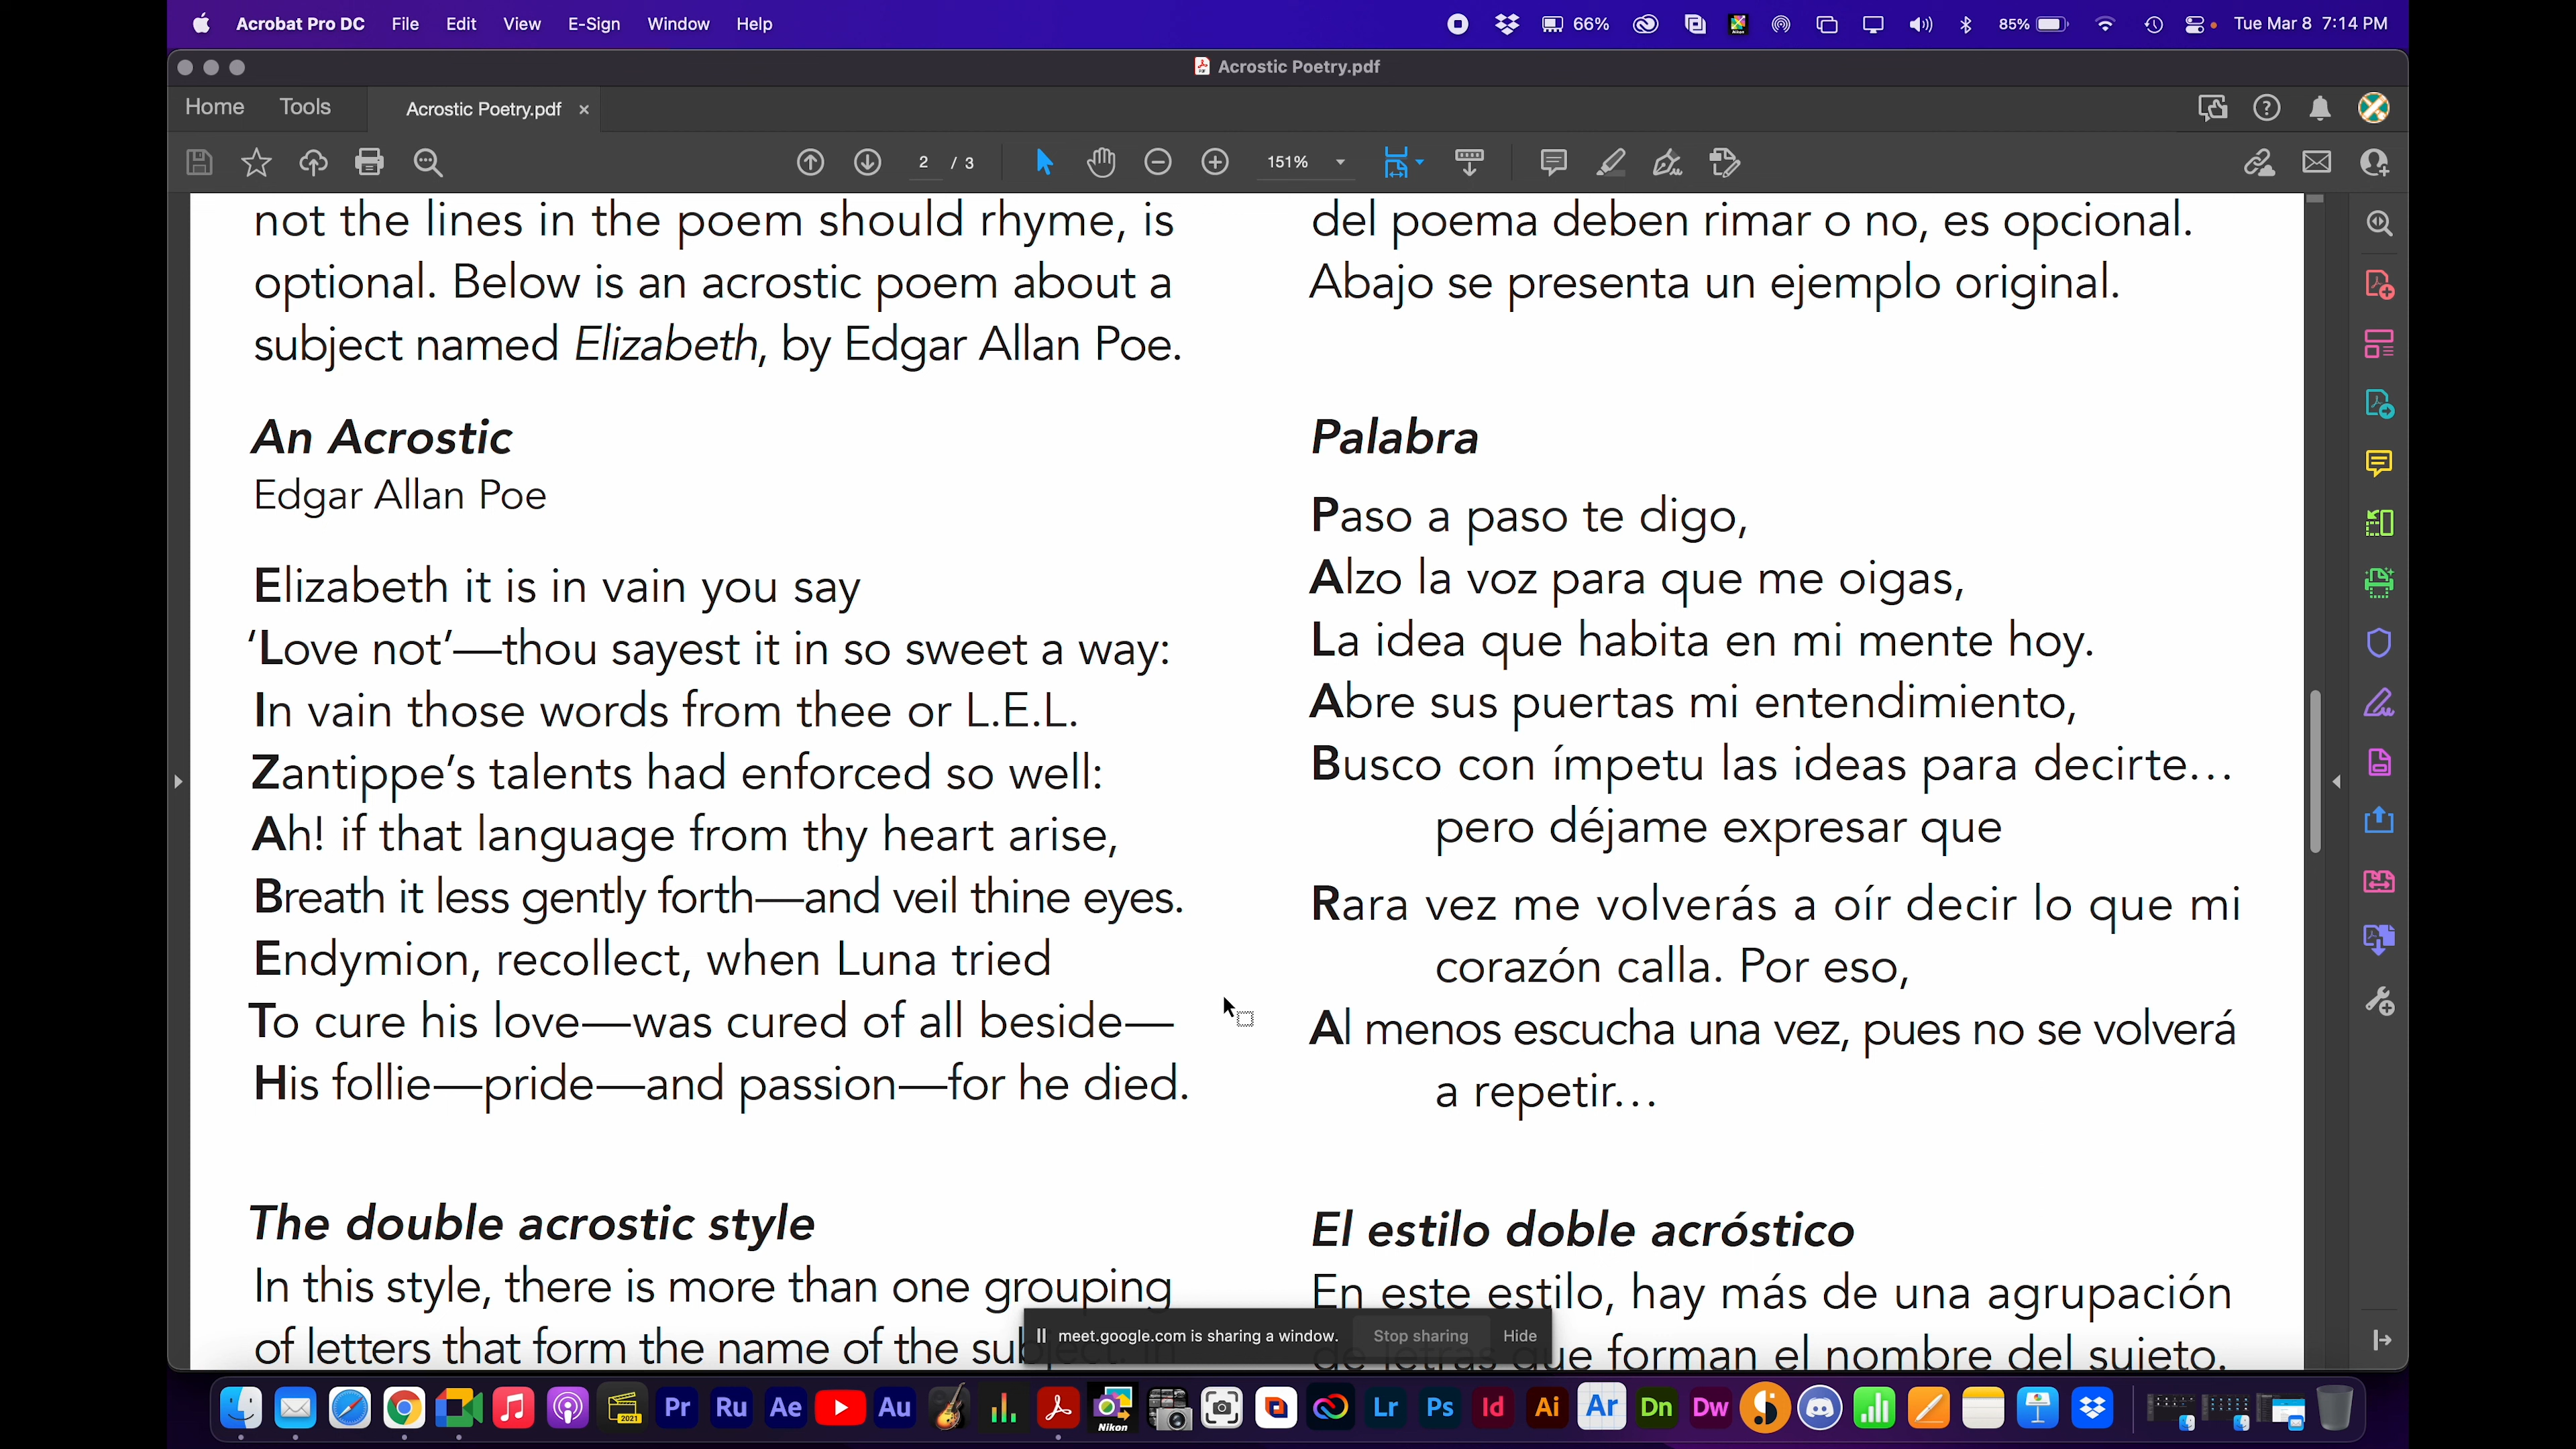 Acrobat Pro DC File Edit View E-Sign Window Help
66% 85% Tue Mar 8 7:14 PM
Acrostic Poetry.pdf
Home Tools Acrostic Poetry.pdf ×
2 / 3 151%
not the lines in the poem should rhyme, is
optional. Below is an acrostic poem about a
subject named Elizabeth, by Edgar Allan Poe.
An Acrostic
Edgar Allan Poe
Elizabeth it is in vain you say
‘Love not’—thou sayest it in so sweet a way:
In vain those words from thee or L.E.L.
Zantippe’s talents had enforced so well:
Ah! if that language from thy heart arise,
Breath it less gently forth—and veil thine eyes.
Endymion, recollect, when Luna tried
To cure his love—was cured of all beside—
His follie—pride—and passion—for he died.
The double acrostic style
In this style, there is more than one grouping
of letters that form the name of the subject. In
del poema deben rimar o no, es opcional.
Abajo se presenta un ejemplo original.
Palabra
Paso a paso te digo,
Alzo la voz para que me oigas,
La idea que habita en mi mente hoy.
Abre sus puertas mi entendimiento,
Busco con ímpetu las ideas para decirte…
pero déjame expresar que
Rara vez me volverás a oír decir lo que mi
corazón calla. Por eso,
Al menos escucha una vez, pues no se volverá
a repetir…
El estilo doble acróstico
En este estilo, hay más de una agrupación
de letras que forman el nombre del sujeto.
meet.google.com is sharing a window. Stop sharing Hide
2021 Pr Ru Ae Au Nikon Lr Ps Id Ai Ar Dn Dw